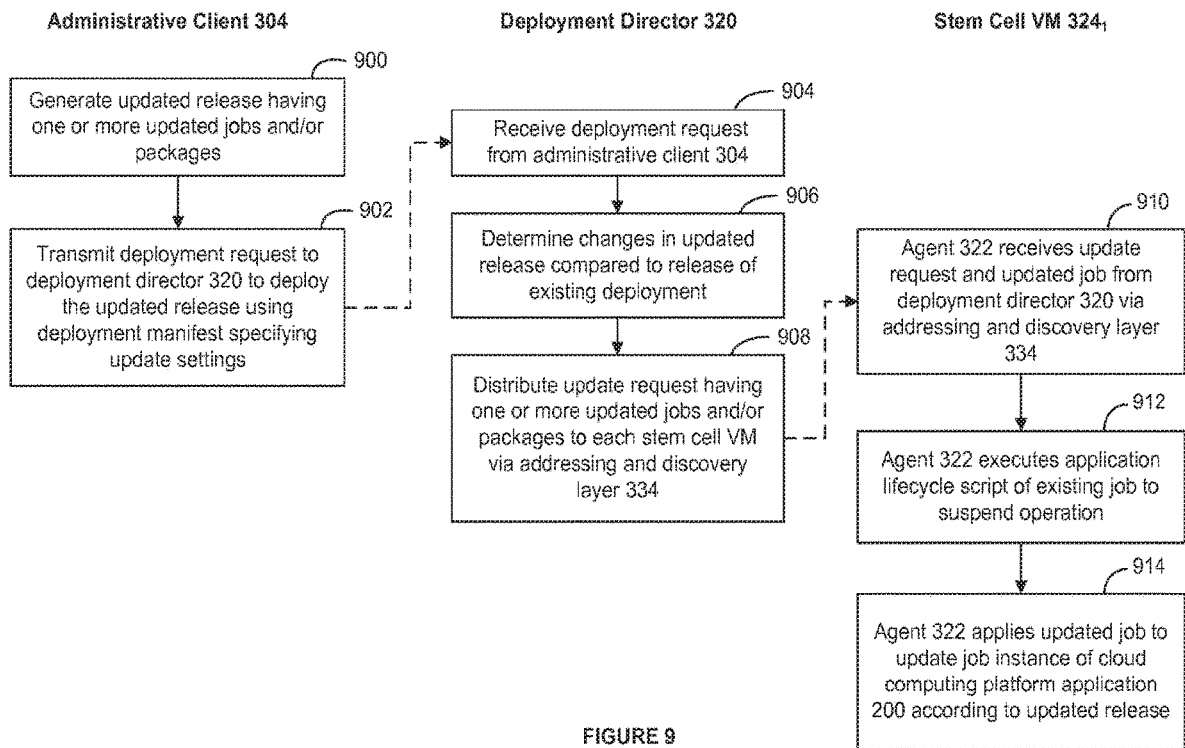 Administrative Client 304
Deployment Director 320
Stem Cell VM 324₁
900
Generate updated release having
one or more updated jobs and/or
packages
902
Transmit deployment request to
deployment director 320 to deploy
the updated release using
deployment manifest specifying
update settings
904
Receive deployment request
from administrative client 304
906
Determine changes in updated
release compared to release of
existing deployment
908
Distribute update request having
one or more updated jobs and/or
packages to each stem cell VM
via addressing and discovery
layer 334
910
Agent 322 receives update
request and updated job from
deployment director 320 via
addressing and discovery layer
334
912
Agent 322 executes application
lifecycle script of existing job to
suspend operation
914
Agent 322 applies updated job to
update job instance of cloud
computing platform application
200 according to updated release
FIGURE 9